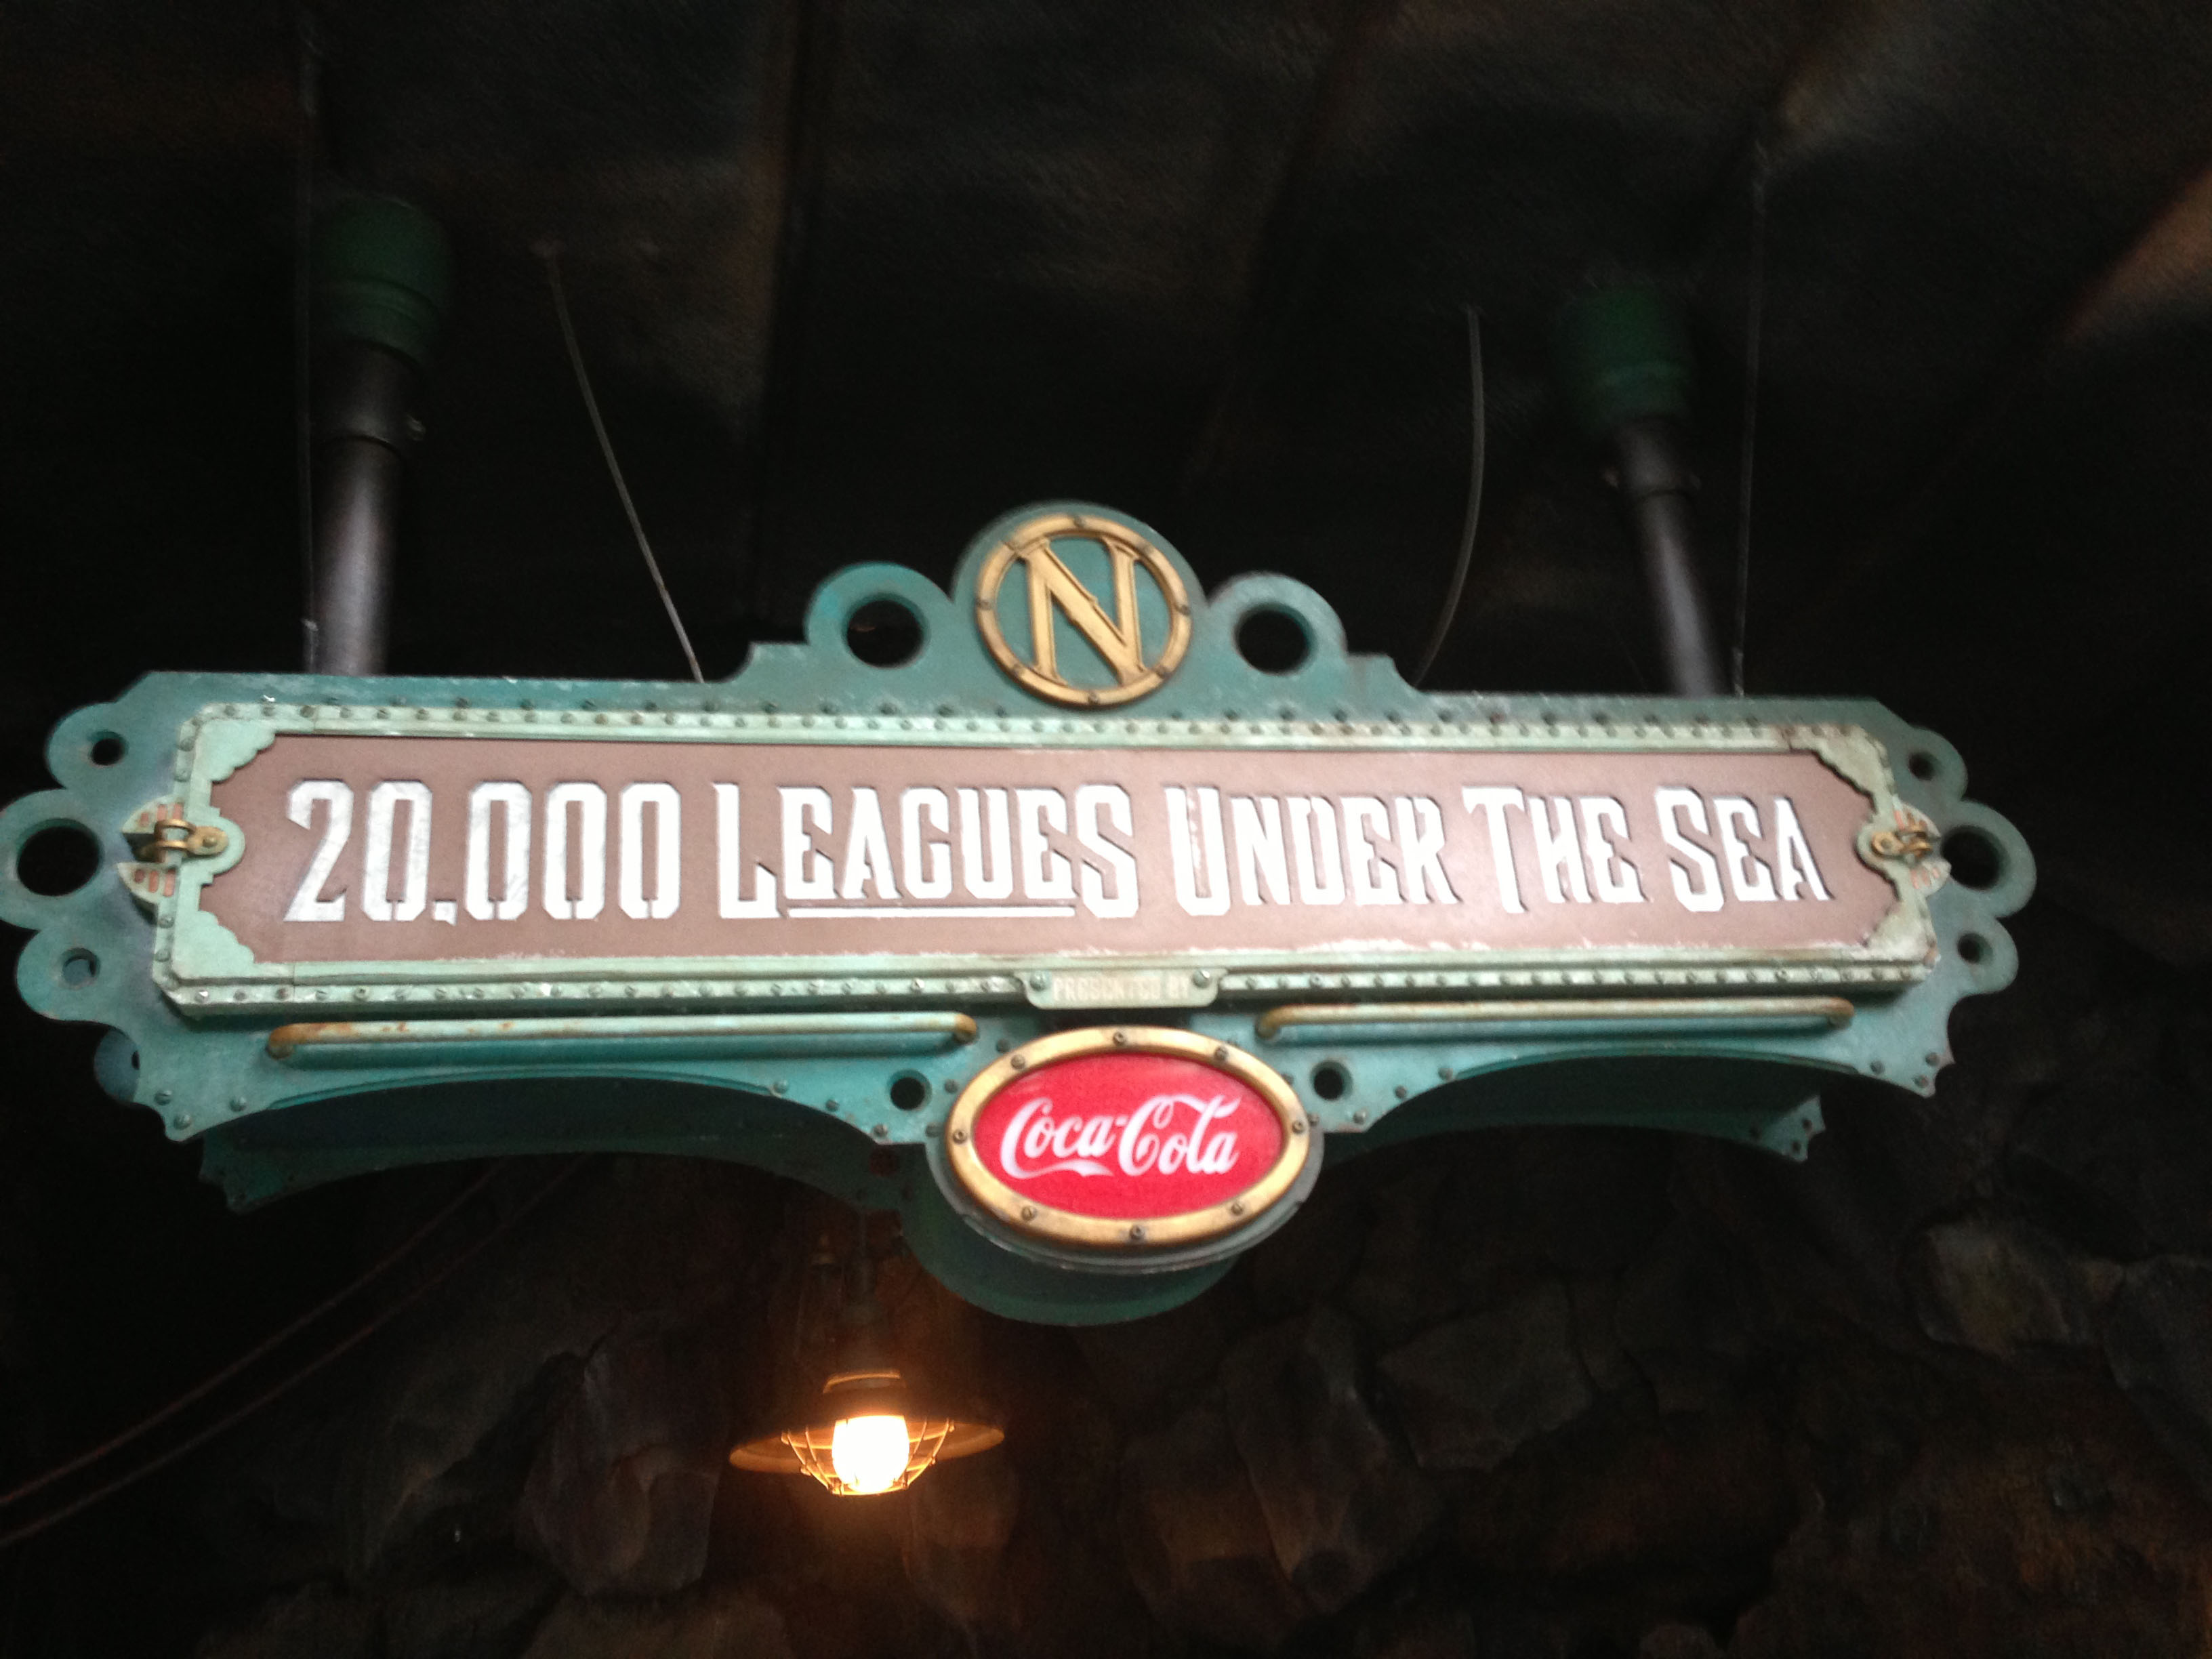 N
20,000 LEAGUES UNDER THE SEA
PRESENTED BY
Coca-Cola